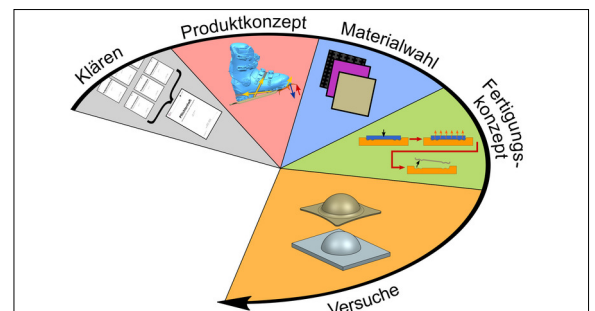 Klären
Produktkonzept
Materialwahl
Fertigungs-
konzept
Versuche